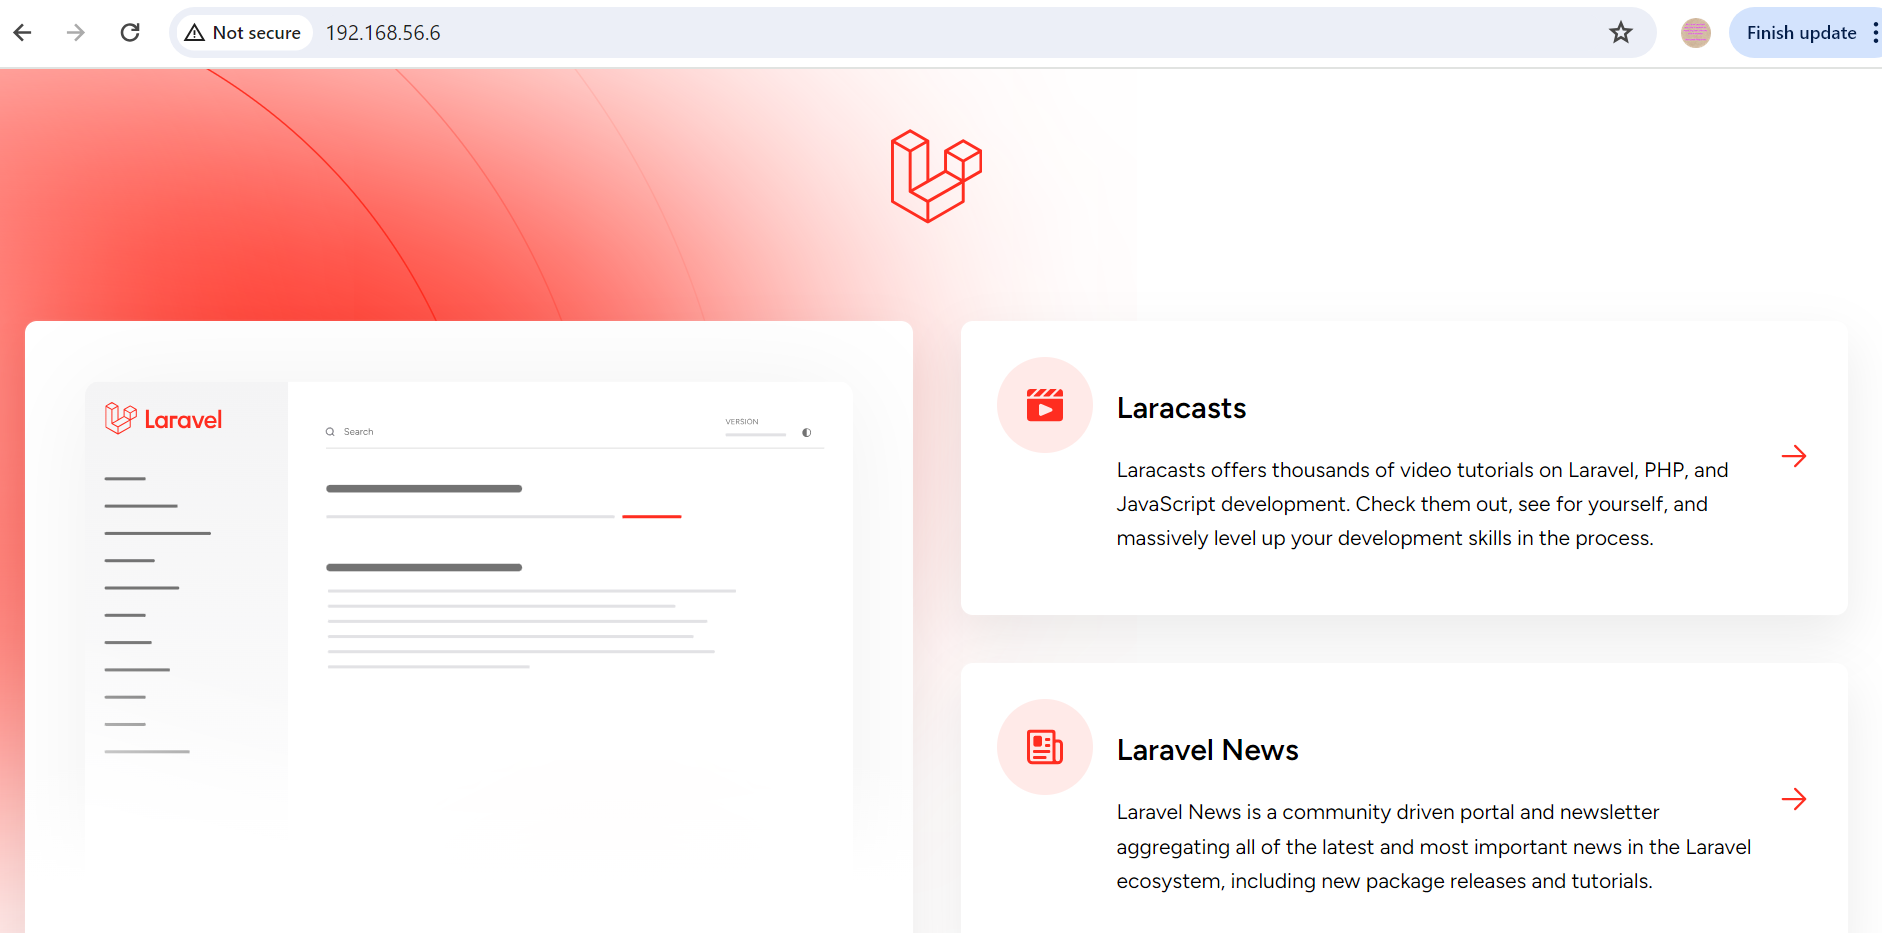 Not secure
192.168.56.6
Finish update
Laravel
Search
VERSION
Laracasts
Laracasts offers thousands of video tutorials on Laravel, PHP, and
JavaScript development. Check them out, see for yourself, and
massively level up your development skills in the process.
Laravel News
Laravel News is a community driven portal and newsletter
aggregating all of the latest and most important news in the Laravel
ecosystem, including new package releases and tutorials.